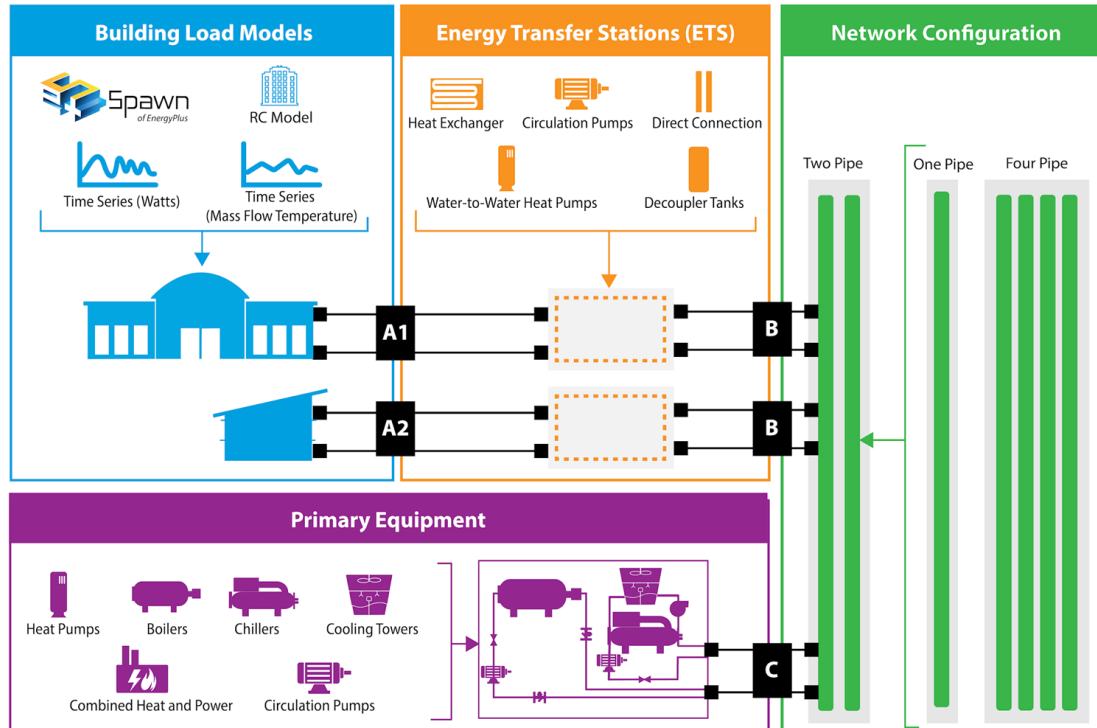 Building Load Models
Spawn
of EnergyPlus
RC Model
Time Series (Watts)
Time Series
(Mass Flow Temperature)
Energy Transfer Stations (ETS)
Heat Exchanger
Circulation Pumps
Direct Connection
Water-to-Water Heat Pumps
Decoupler Tanks
Network Configuration
Two Pipe
One Pipe
Four Pipe
A1
B
A2
B
Primary Equipment
Heat Pumps
Boilers
Chillers
Cooling Towers
Combined Heat and Power
Circulation Pumps
C